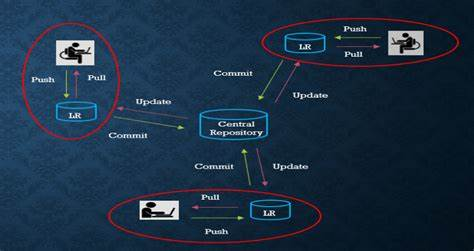 Push
LR
Pull
Push
Pull
LR
Update
Commit
Commit
Update
Central
Repository
Commit
Update
Pull
LR
Push